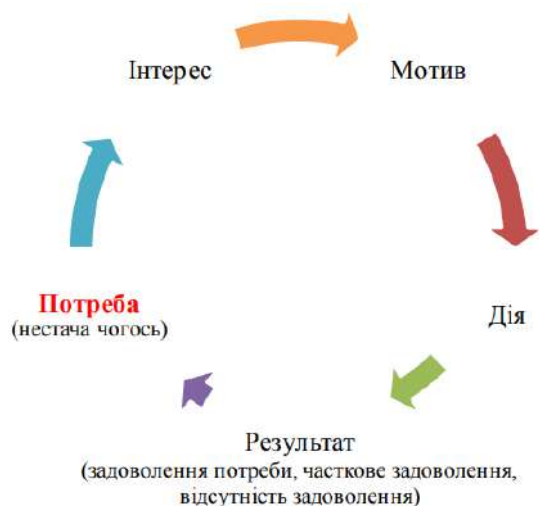 Інтерес
Мотив
Потреба
(нестача чогось)
Дія
Результат
(задоволення потреби, часткове задоволення,
відсутність задоволення)